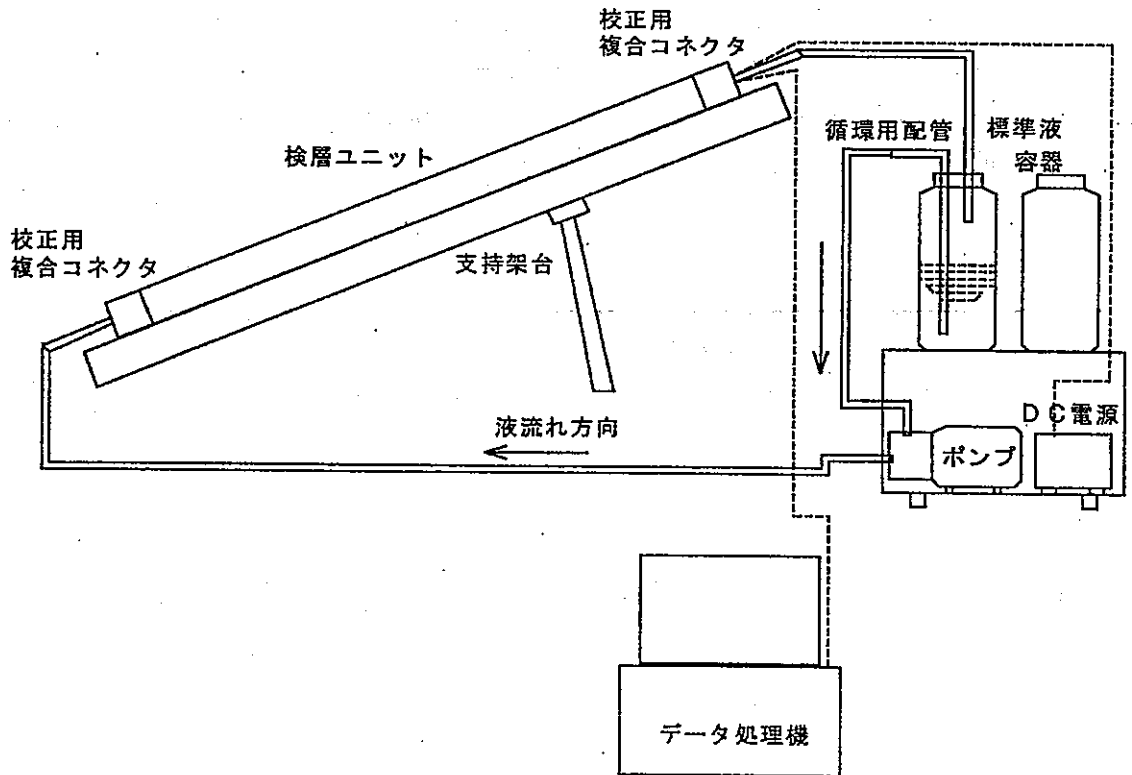 校正用
複合コネクタ
循環用配管
標準液
容器
検層ユニット
校正用
複合コネクタ
支持架台
液流れ方向
DC電源
ポンプ
データ処理機